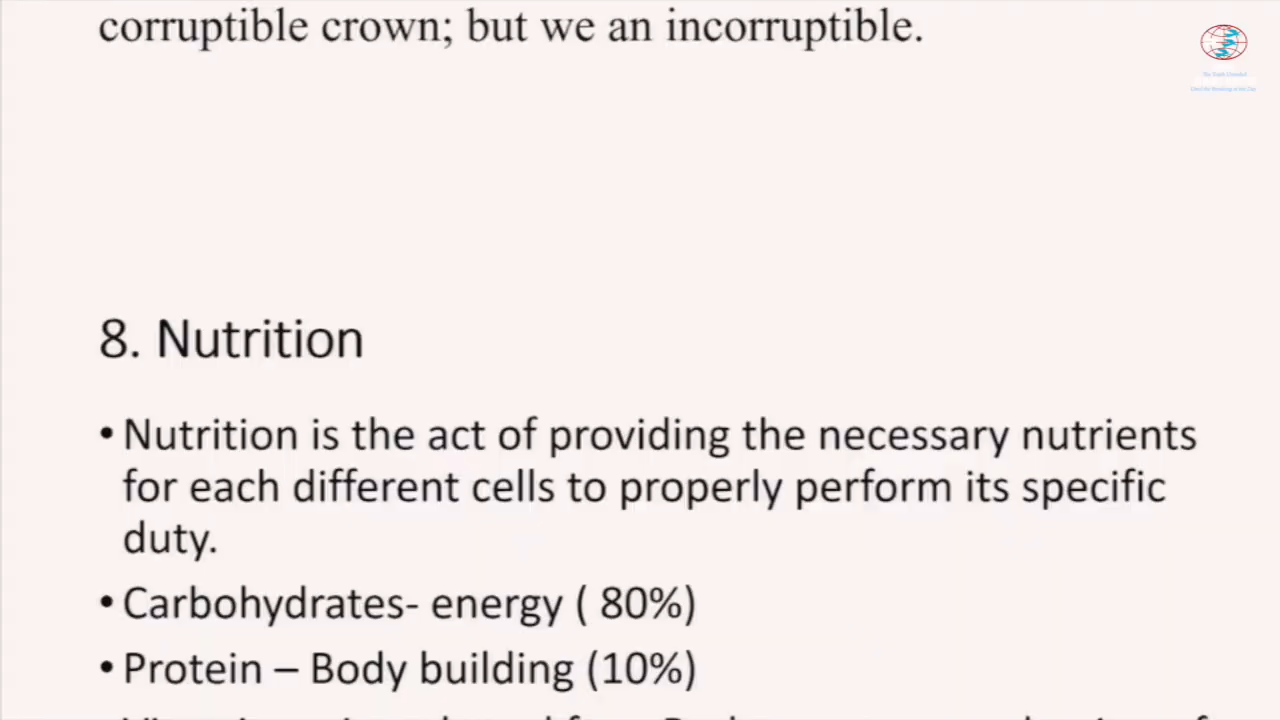 corruptible crown; but we an incorruptible.
8. Nutrition
• Nutrition is the act of providing the necessary nutrients
for each different cells to properly perform its specific
duty.
• Carbohydrates- energy ( 80%)
• Protein – Body building (10%)